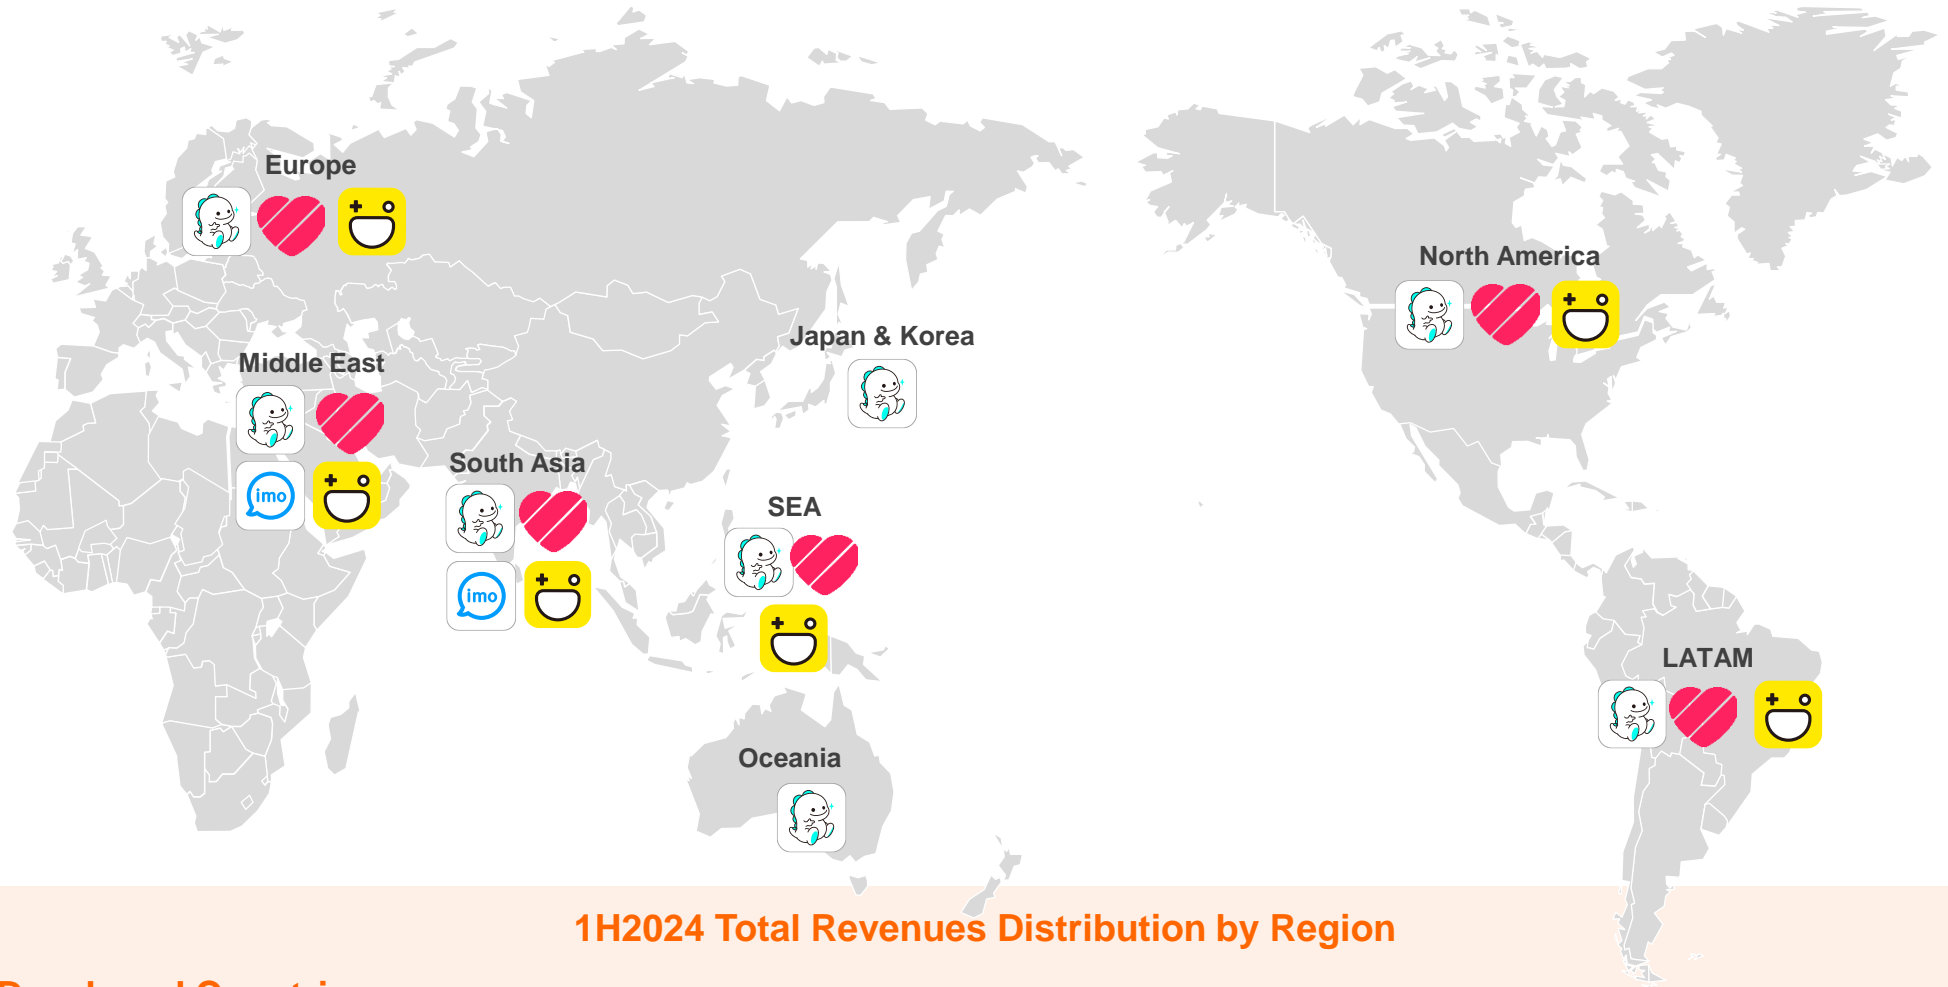 Europe
North America
Japan & Korea
Middle East
South Asia
imo
SEA
imo
LATAM
Oceania
1H2024 Total Revenues Distribution by Region